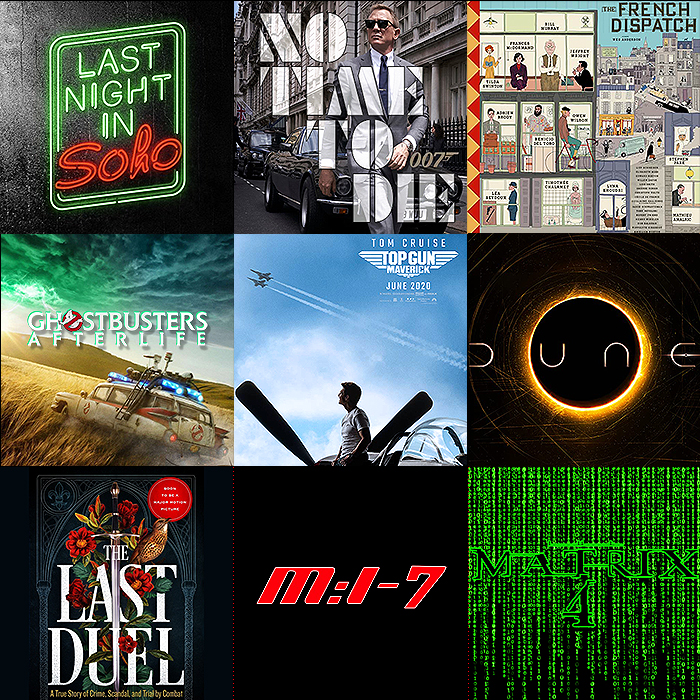 LAST
NIGHT
IN
Soho
NO
TIME
TO
DIE
007
THE FRENCH
DISPATCH
WES ANDERSON
BILL
MURRAY
FRANCES
McDORMAND
JEFFREY
WRIGHT
TILDA
SWINTON
ADRIEN
BRODY
BENICIO
DEL TORO
OWEN
WILSON
STEPHEN
PARK
LÉA
SEYDOUX
TIMOTHÉE
CHALAMET
LYNA
KHOUDRI
MATHIEU
AMALRIC
GHOSTBUSTERS
AFTERLIFE
TOM CRUISE
TOP GUN
MAVERICK
JUNE 2020
DUNE
SOON
TO BE A
MAJOR MOTION
PICTURE
THE
LAST
DUEL
A True Story of Crime, Scandal, and Trial by Combat
M:I-7
MATRIX
4